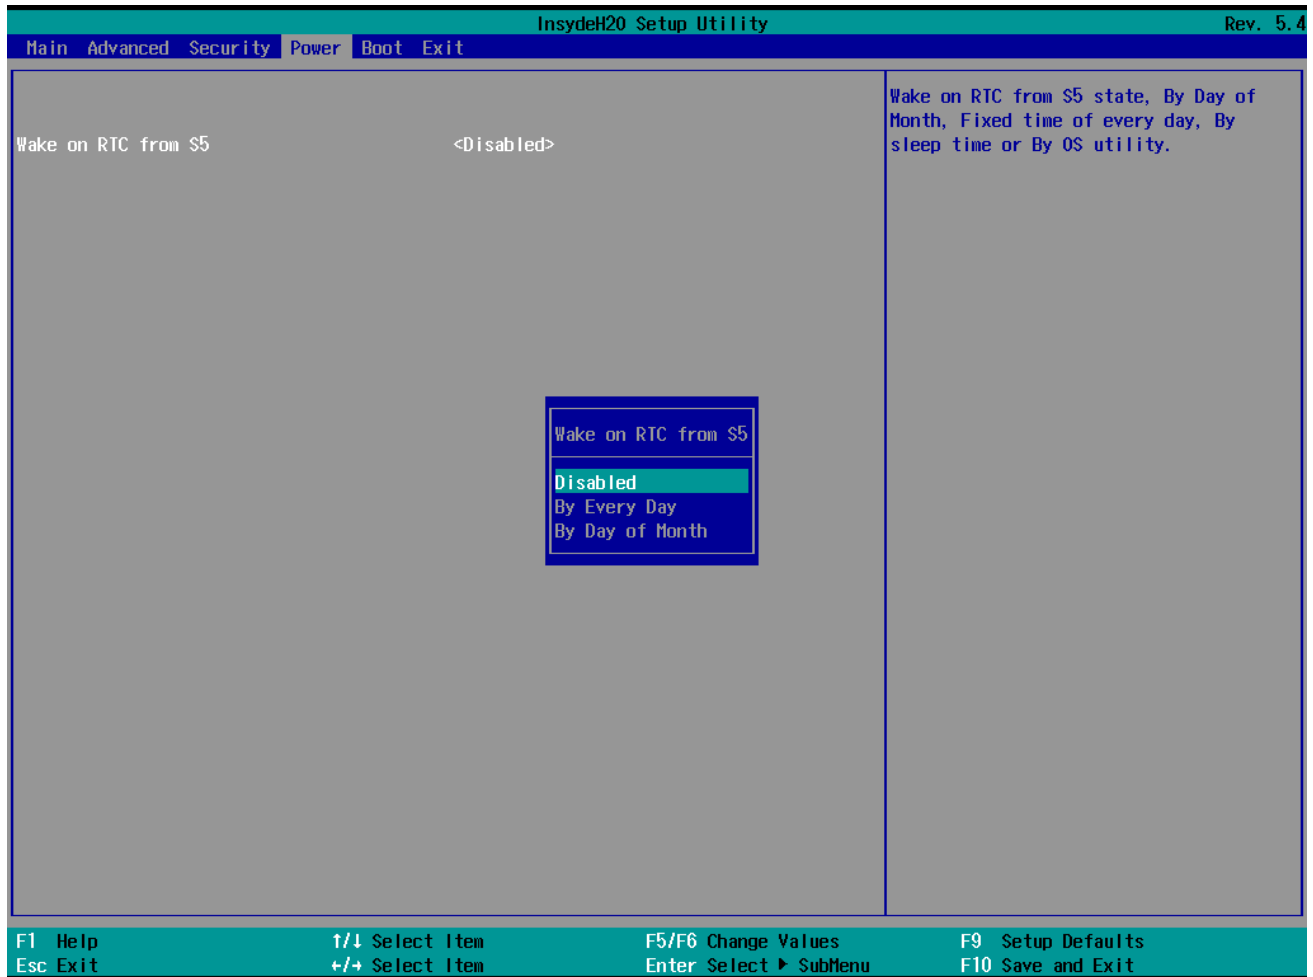 InsydeH20 Setup Utility Rev. 5.4
Main Advanced Security Power Boot Exit
Wake on RTC from S5 <Disabled>
Wake on RTC from S5 state, By Day of
Month, Fixed time of every day, By
sleep time or By OS utility.
Wake on RTC from S5
Disabled
By Every Day
By Day of Month
F1 Help ↑/↓ Select Item F5/F6 Change Values F9 Setup Defaults
Esc Exit ←/→ Select Item Enter Select ▶ SubMenu F10 Save and Exit